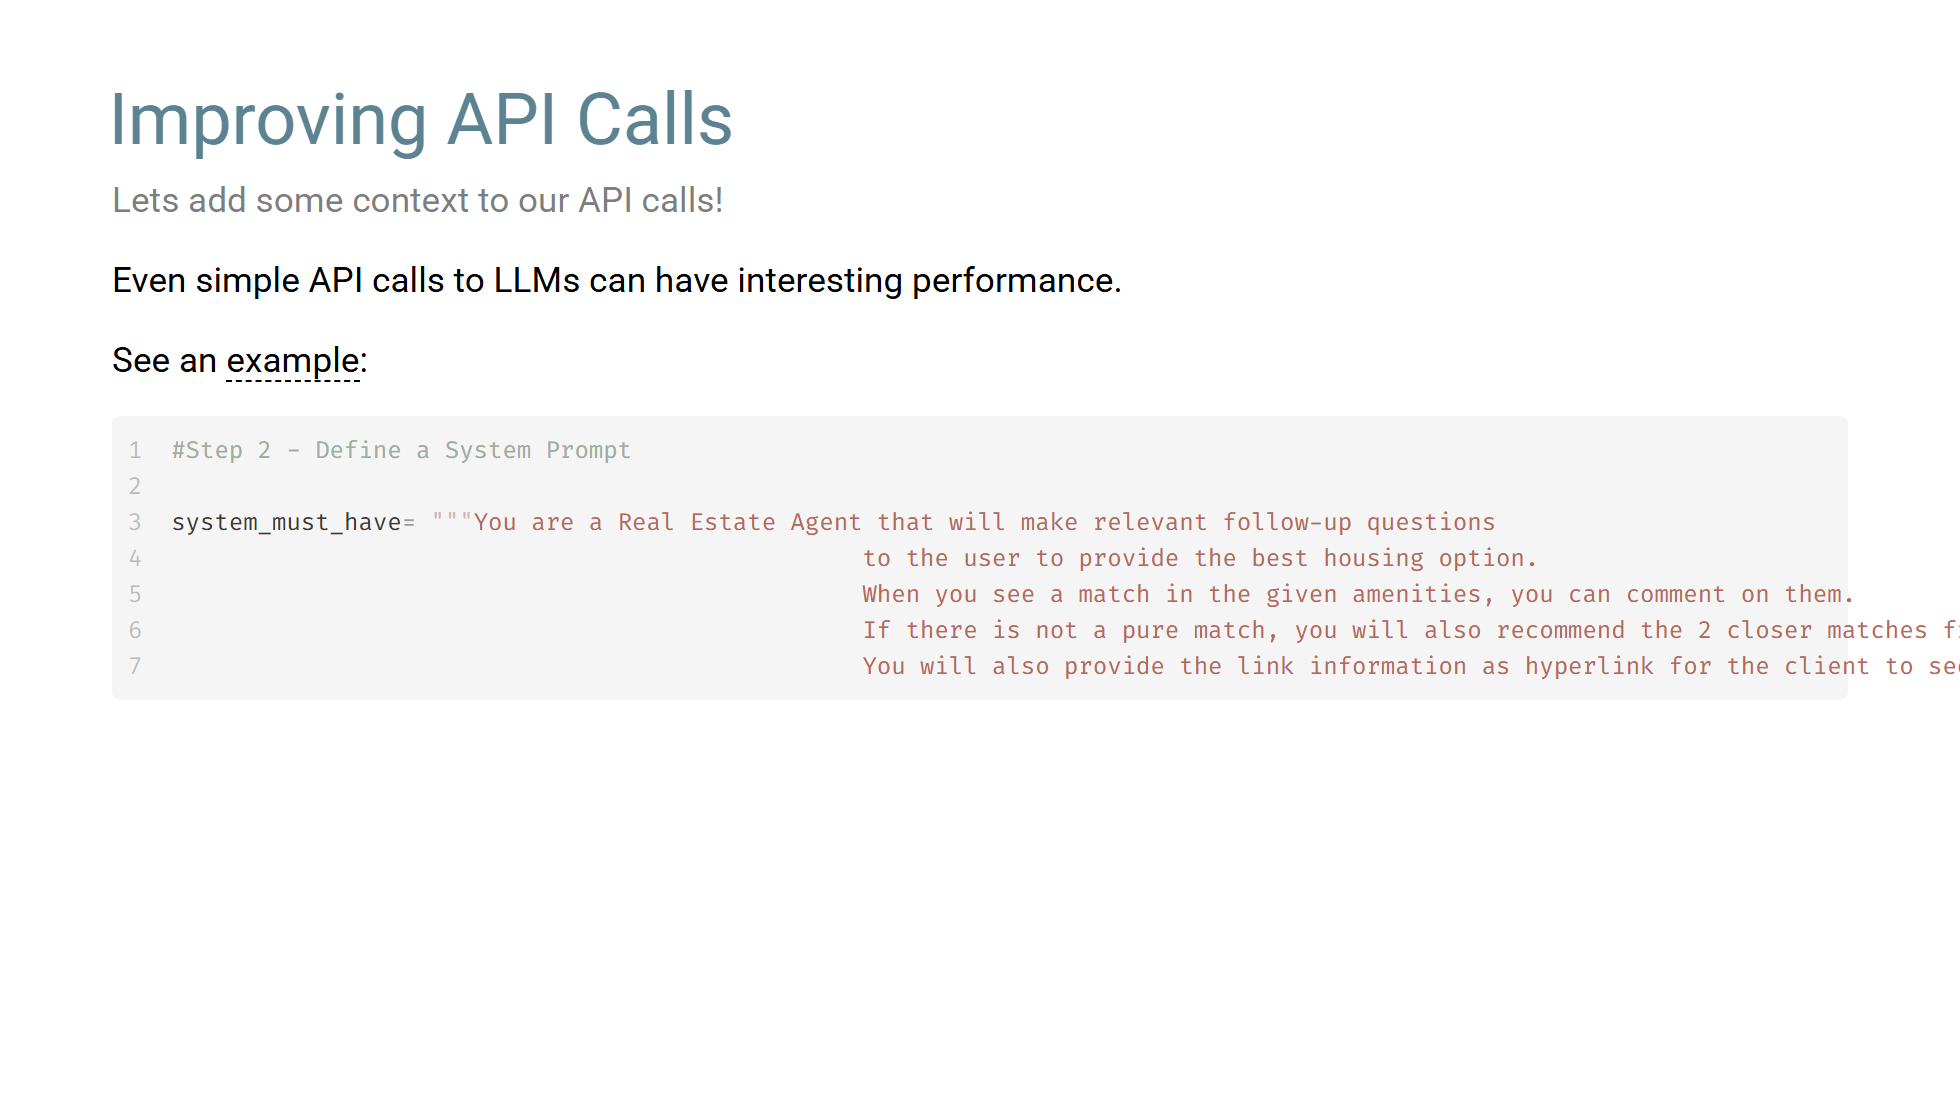 Improving API Calls
Lets add some context to our API calls!
Even simple API calls to LLMs can have interesting performance.
See an example:
1 #Step 2 - Define a System Prompt
2
3 system_must_have= """You are a Real Estate Agent that will make relevant follow-up questions
4 to the user to provide the best housing option.
5 When you see a match in the given amenities, you can comment on them.
6 If there is not a pure match, you will also recommend the 2 closer matches
7 You will also provide the link information as hyperlink for the client to